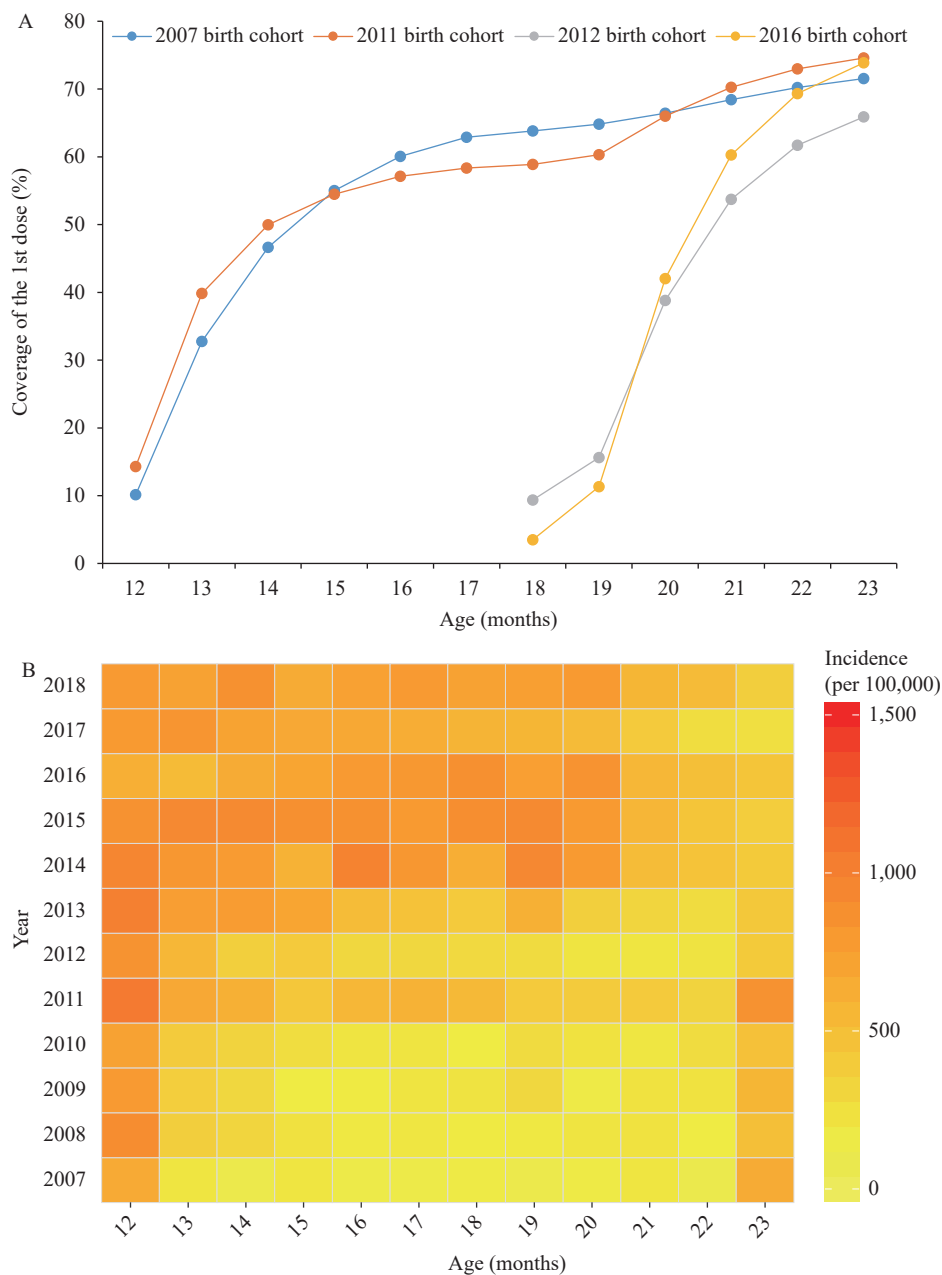 A
2007 birth cohort 2011 birth cohort 2012 birth cohort 2016 birth cohort
Coverage of the 1st dose (%)
80
70
60
50
40
30
20
10
0
12 13 14 15 16 17 18 19 20 21 22 23
Age (months)
B
Incidence
(per 100,000)
1,500
1,000
500
0
Year
2018
2017
2016
2015
2014
2013
2012
2011
2010
2009
2008
2007
12 13 14 15 16 17 18 19 20 21 22 23
Age (months)